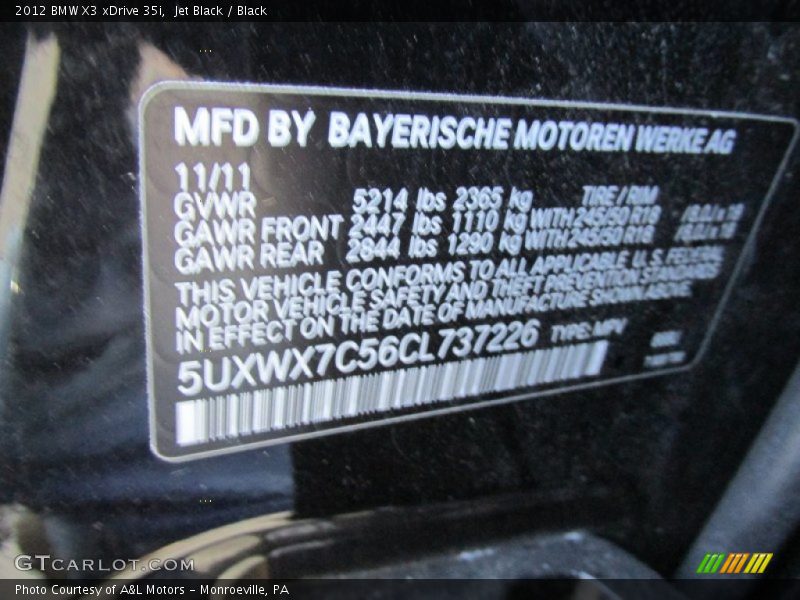 2012 BMW X3 xDrive 35i,  Jet Black / Black
MFD BY BAYERISCHE MOTOREN WERKE AG
11/11
GVWR 5214 lbs 2365 kg TIRE / RIM
GAWR FRONT 2447 lbs 1110 kg WITH 245/50 R18
GAWR REAR 2844 lbs 1290 kg WITH 245/50 R18
THIS VEHICLE CONFORMS TO ALL APPLICABLE U.S. FEDERAL
MOTOR VEHICLE SAFETY AND THEFT PREVENTION STANDARDS
IN EFFECT ON THE DATE OF MANUFACTURE SHOWN ABOVE
5UXWX7C56CL737226 TYPE: MPV
GTCARLOT.COM
Photo Courtesy of A&L Motors - Monroeville, PA